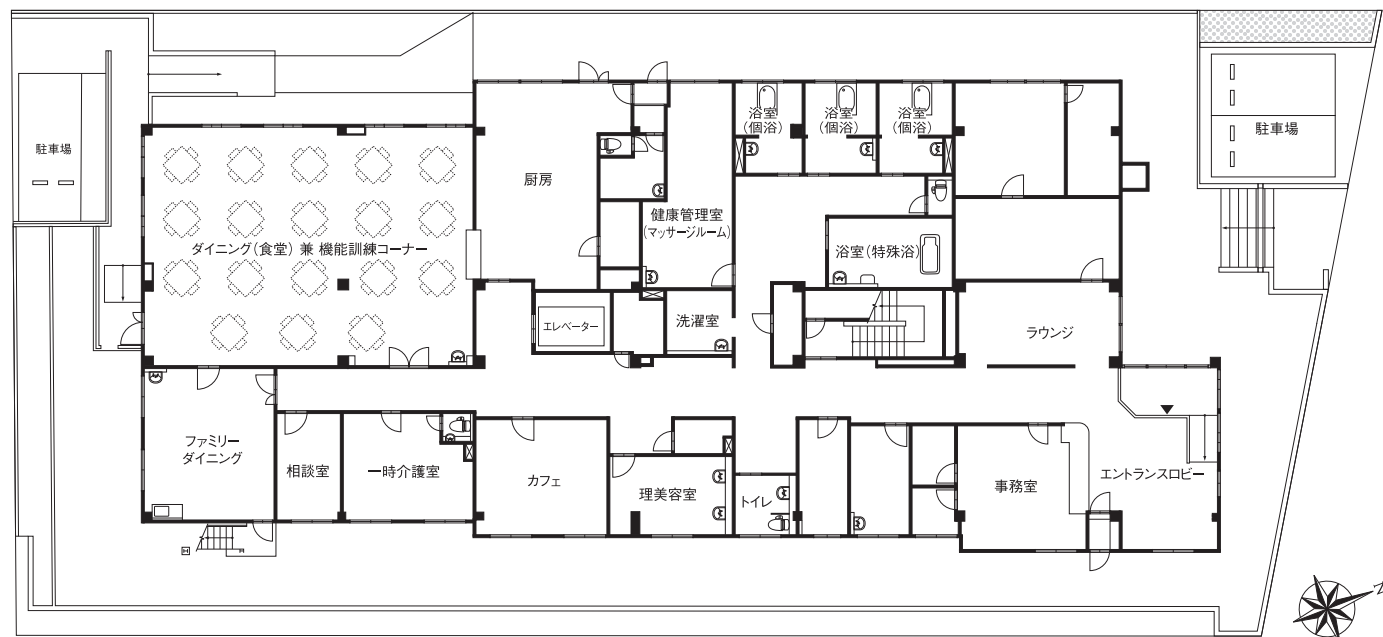 浴室
(個浴)
浴室
(個浴)
浴室
(個浴)
駐車場
駐車場
厨房
健康管理室
(マッサージルーム)
ダイニング(食堂) 兼 機能訓練コーナー
浴室(特殊浴)
エレベーター
洗濯室
ラウンジ
ファミリー
ダイニング
相談室
一時介護室
カフェ
理美容室
トイレ
事務室
エントランスロビー
N